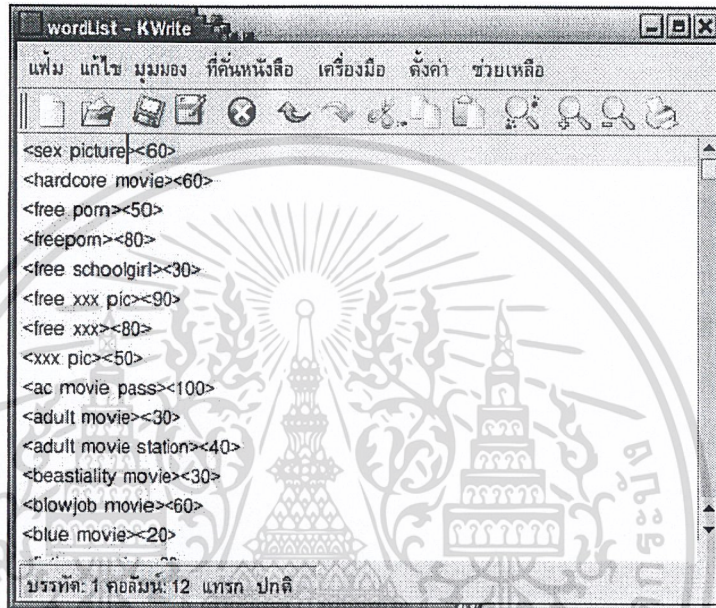 wordList - KWrite
แฟ้ม แก้ไข มุมมอง ที่คั่นหนังสือ เครื่องมือ ตั้งค่า ช่วยเหลือ
<sex picture><60>
<hardcore movie><60>
<free porn><50>
<freeporn><80>
<free schoolgirl><30>
<free xxx pic><90>
<free xxx><80>
<xxx pic><50>
<ac movie pass><100>
<adult movie><30>
<adult movie station><40>
<beastiality movie><30>
<blowjob movie><60>
<blue movie><20>
บรรทัด: 1 คอลัมน์: 12 แทรก ปกติ